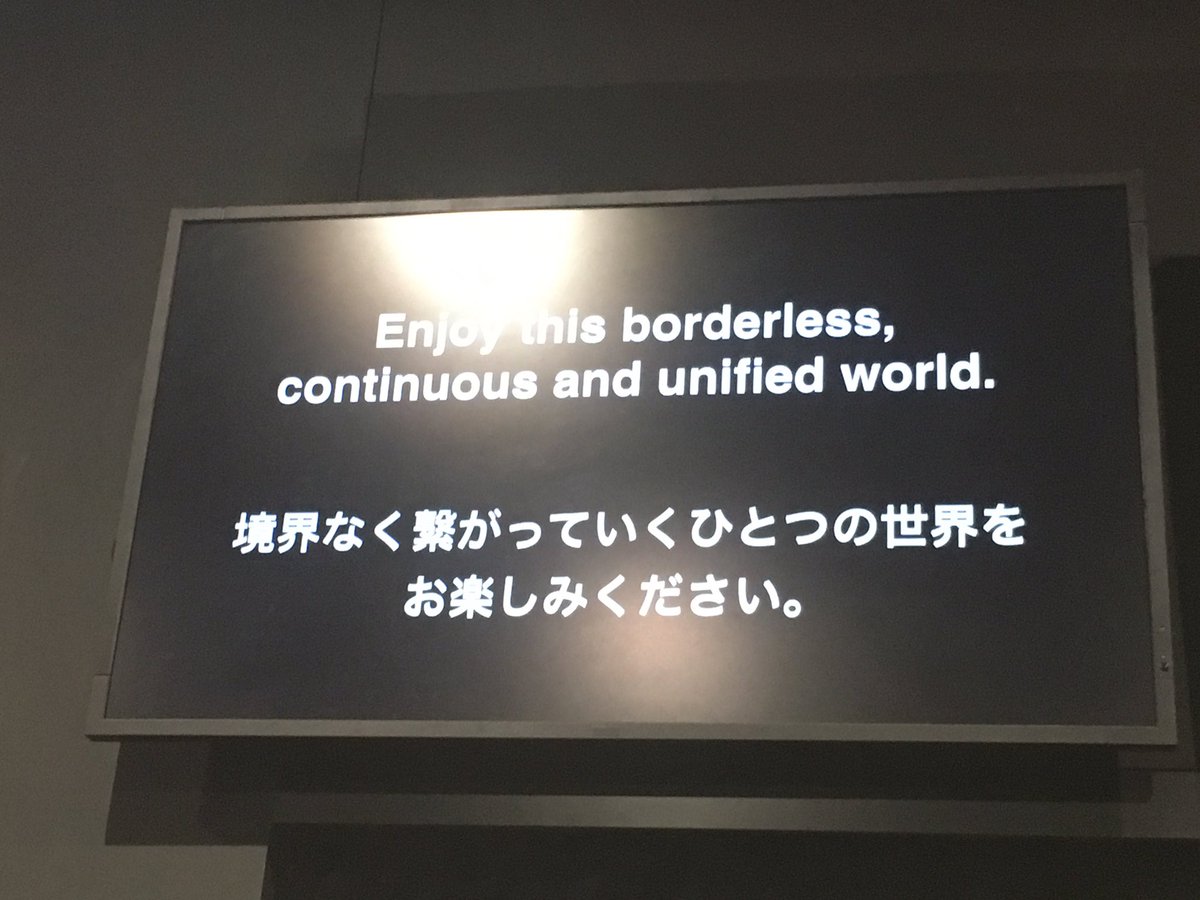 Enjoy this borderless,
continuous and unified world.
境界なく繋がっていくひとつの世界を
お楽しみください。